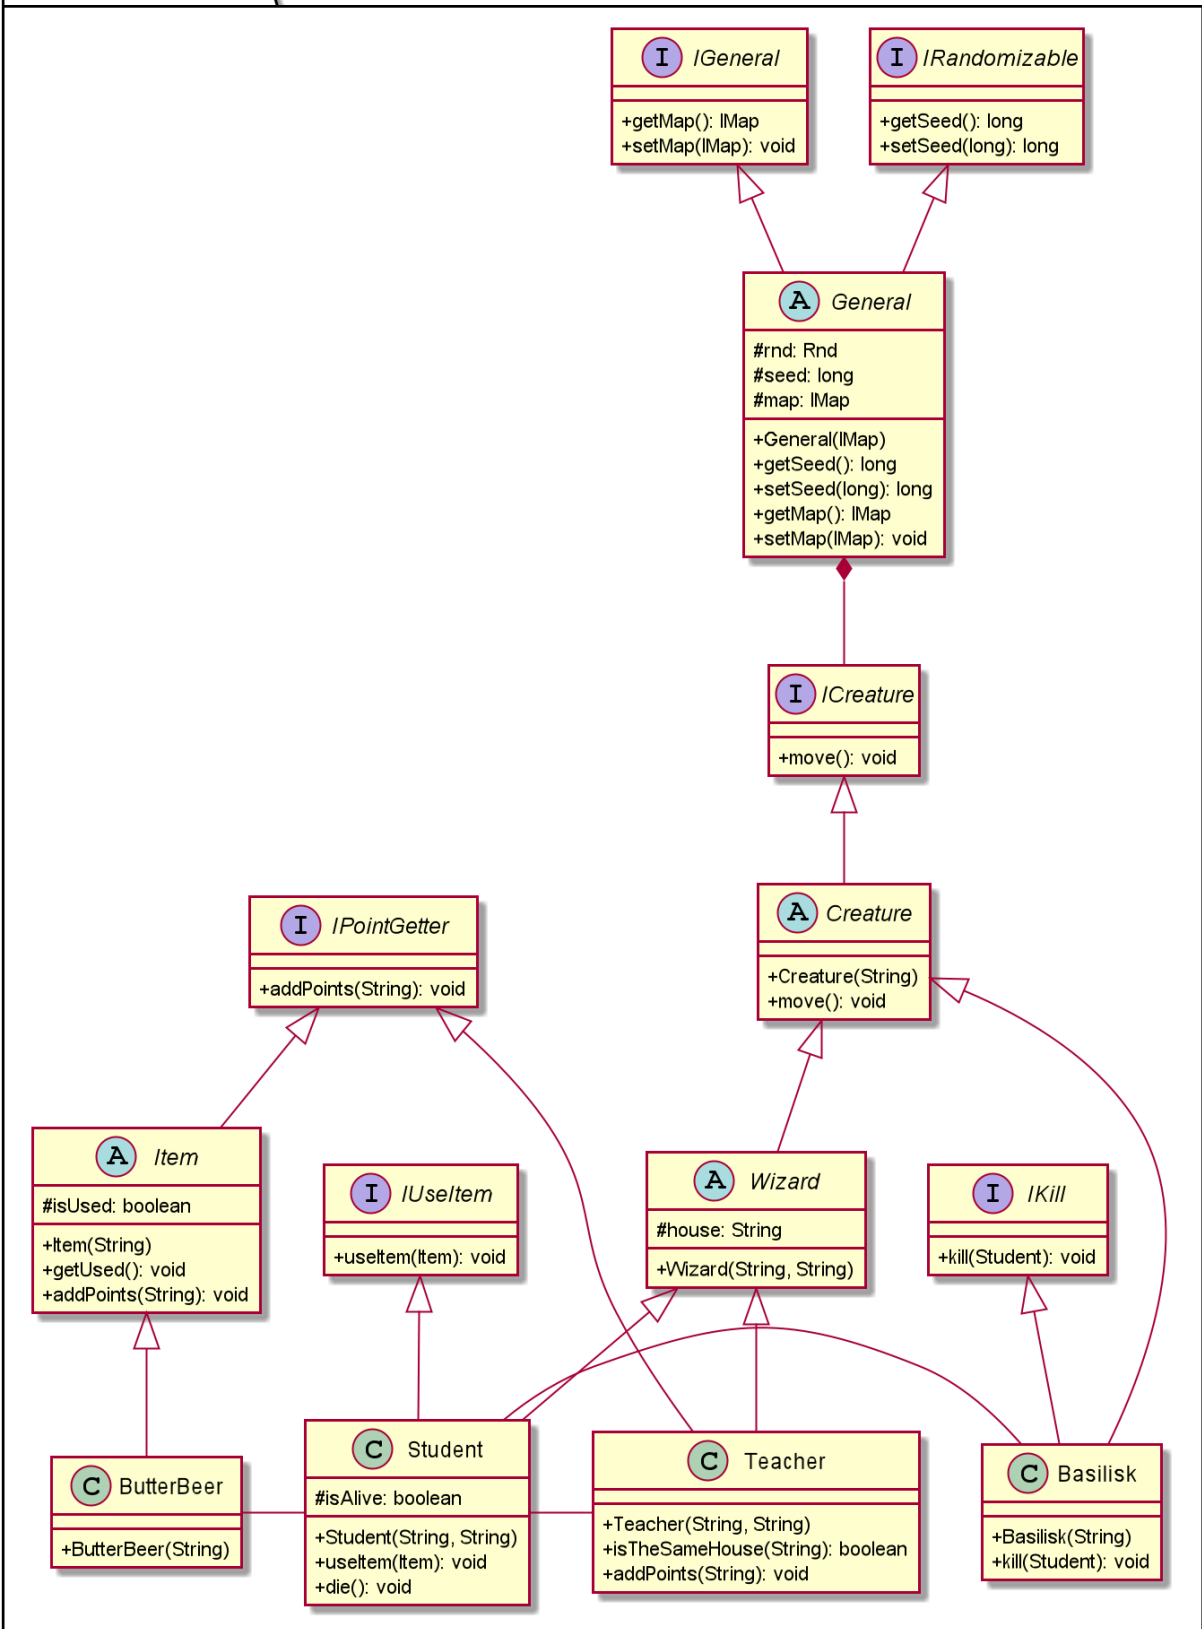 I IGeneral
+getMap(): IMap
+setMap(IMap): void
I IRandomizable
+getSeed(): long
+setSeed(long): long
A General
#rnd: Rnd
#seed: long
#map: IMap
+General(IMap)
+getSeed(): long
+setSeed(long): long
+getMap(): IMap
+setMap(IMap): void
I ICreature
+move(): void
A Creature
+Creature(String)
+move(): void
I IPointGetter
+addPoints(String): void
A Item
#isUsed: boolean
+Item(String)
+getUsed(): void
+addPoints(String): void
I IUseItem
+useItem(Item): void
A Wizard
#house: String
+Wizard(String, String)
I IKill
+kill(Student): void
C ButterBeer
+ButterBeer(String)
C Student
#isAlive: boolean
+Student(String, String)
+useItem(Item): void
+die(): void
C Teacher
+Teacher(String, String)
+isTheSameHouse(String): boolean
+addPoints(String): void
C Basilisk
+Basilisk(String)
+kill(Student): void